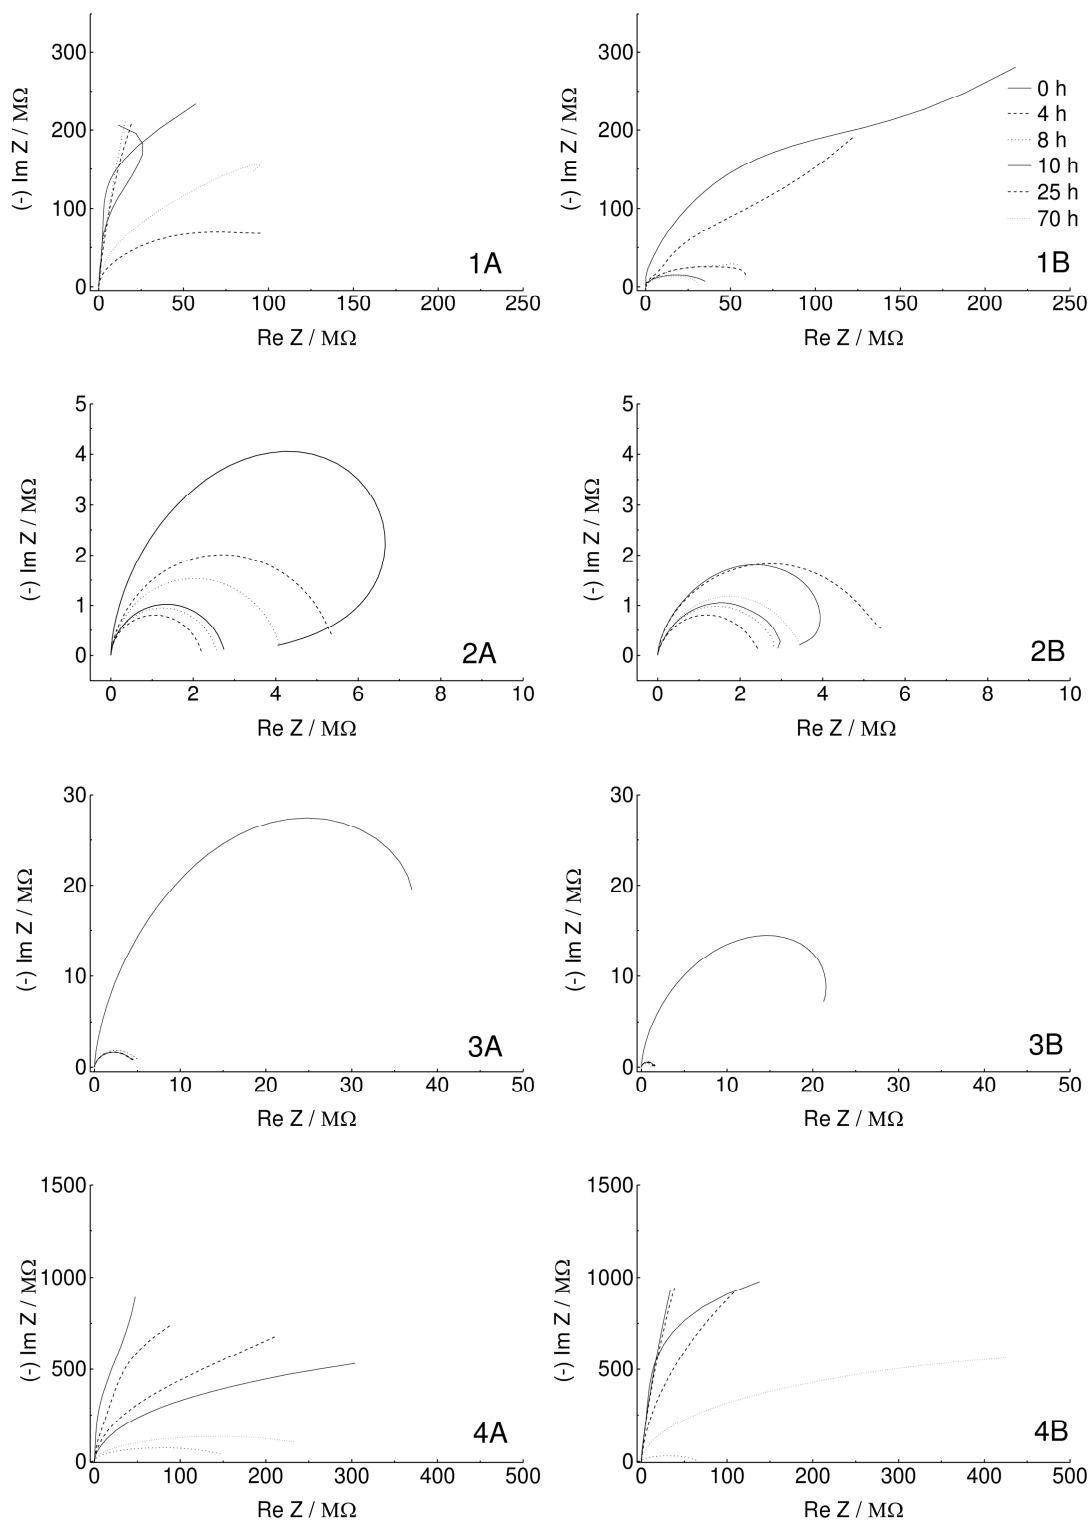 (-) Im Z / MΩ
300
200
100
0
1A
0 50 100 150 200 250
Re Z / MΩ
(-) Im Z / MΩ
300
200
100
0
0 h
4 h
8 h
10 h
25 h
70 h
1B
0 50 100 150 200 250
Re Z / MΩ
(-) Im Z / MΩ
5
4
3
2
1
0
2A
0 2 4 6 8 10
Re Z / MΩ
(-) Im Z / MΩ
5
4
3
2
1
0
2B
0 2 4 6 8 10
Re Z / MΩ
(-) Im Z / MΩ
30
20
10
0
3A
0 10 20 30 40 50
Re Z / MΩ
(-) Im Z / MΩ
30
20
10
0
3B
0 10 20 30 40 50
Re Z / MΩ
(-) Im Z / MΩ
1500
1000
500
0
4A
0 100 200 300 400 500
Re Z / MΩ
(-) Im Z / MΩ
1500
1000
500
0
4B
0 100 200 300 400 500
Re Z / MΩ